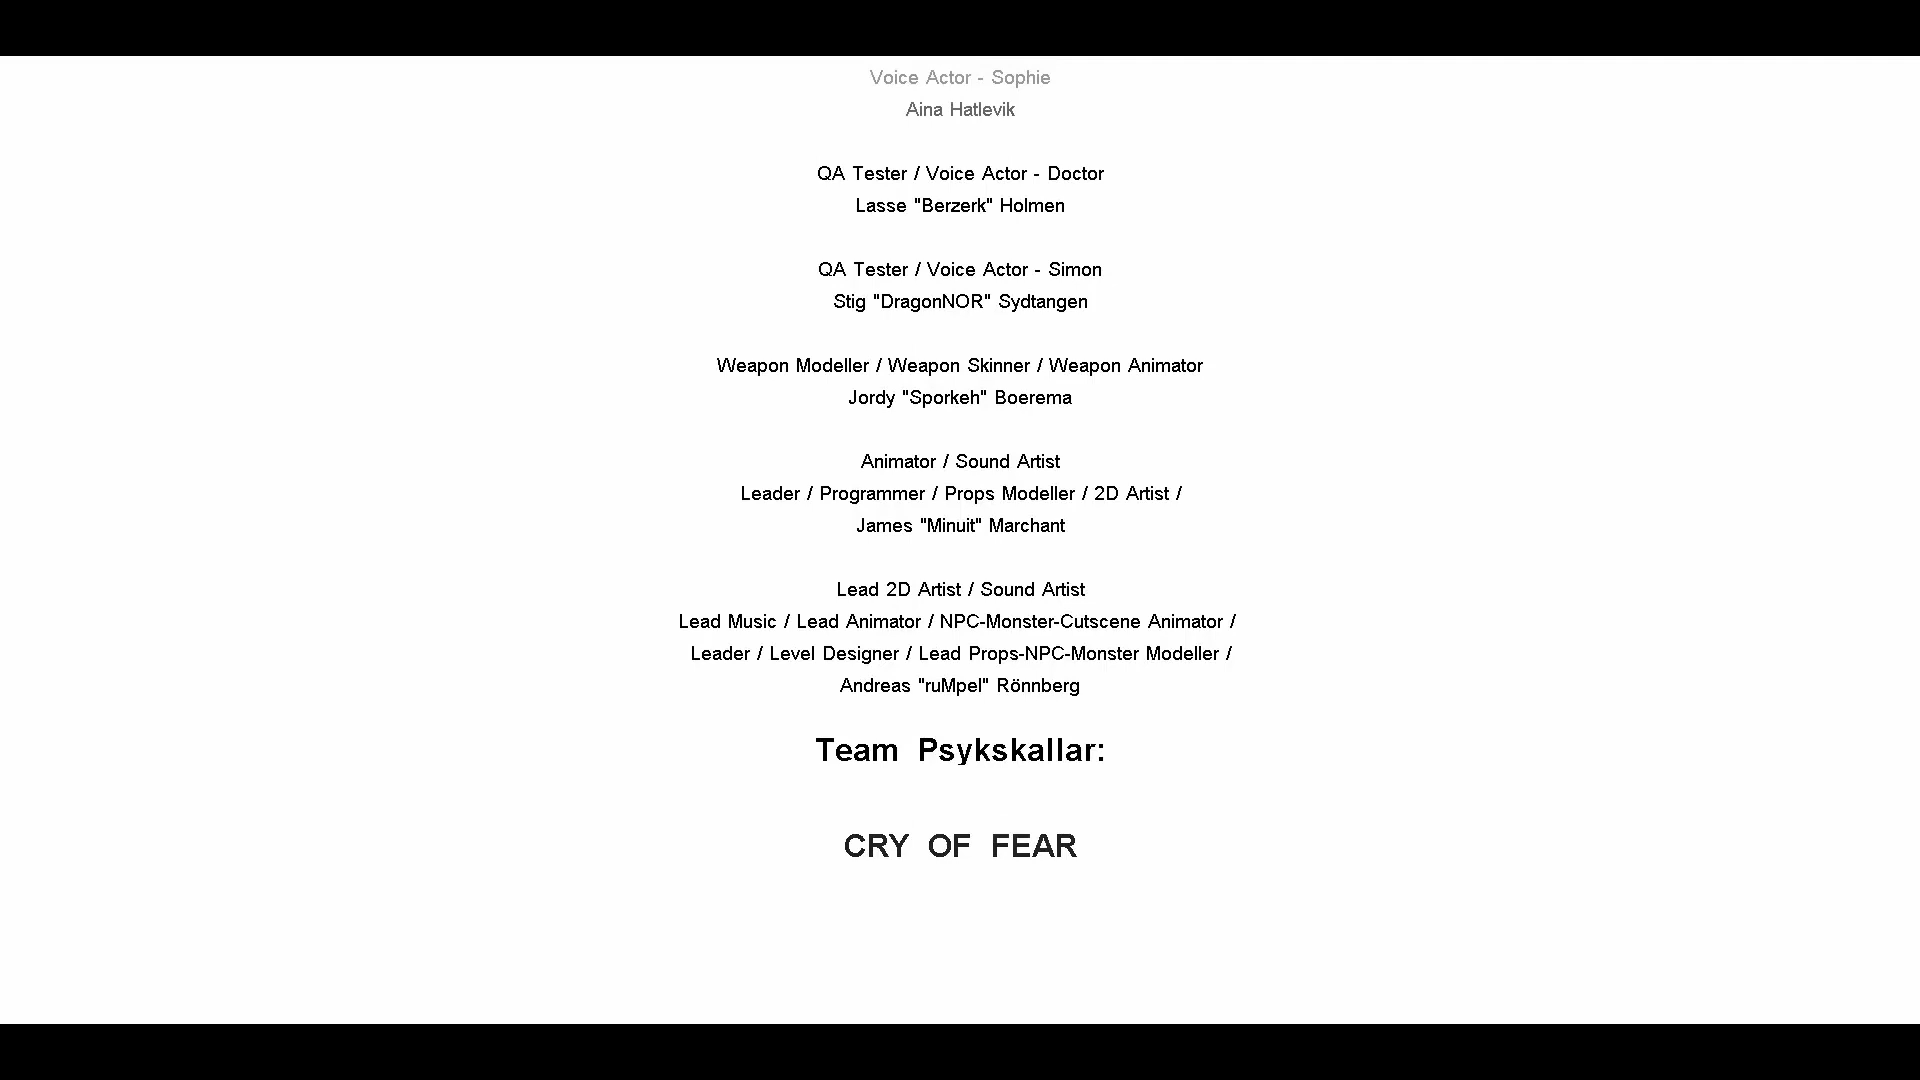 Voice Actor - Sophie
Aina Hatlevik
QA Tester / Voice Actor - Doctor
Lasse "Berzerk" Holmen
QA Tester / Voice Actor - Simon
Stig "DragonNOR" Sydtangen
Weapon Modeller / Weapon Skinner / Weapon Animator
Jordy "Sporkeh" Boerema
Animator / Sound Artist
Leader / Programmer / Props Modeller / 2D Artist /
James "Minuit" Marchant
Lead 2D Artist / Sound Artist
Lead Music / Lead Animator / NPC-Monster-Cutscene Animator /
Leader / Level Designer / Lead Props-NPC-Monster Modeller /
Andreas "ruMpel" Rönnberg
Team Psykskallar:
CRY OF FEAR